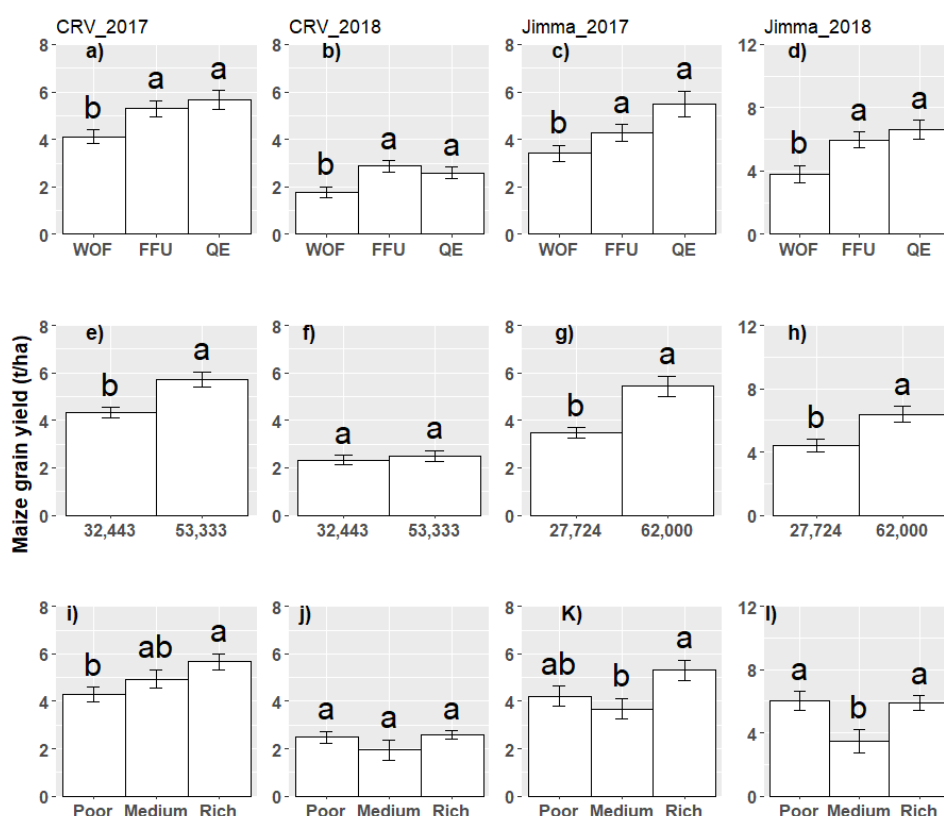 CRV_2017 CRV_2018 Jimma_2017 Jimma_2018
8 a) 8 b) 8 c) 12 d)
a a a a a a a
6 b 6 6 b 9 b
4 4 b 4 8
2 2 2 4
0 0 0 0
WOF FFU QE WOF FFU QE WOF FFU QE WOF FFU QE
Maize grain yield (t/ha)
8 e) 8 f) 8 g) 12 h)
6 b a 6 6 b a 8 b a
4 4 a a 4 4
2 2 2
0 0 0 0
32,443 53,333 32,443 53,333 27,724 62,000 27,724 62,000
8 i) 8 j) 8 K) 12 l)
6 b ab a 6 6 ab b a 8 a b a
4 4 a a a 4 4
2 2 2
0 0 0 0
Poor Medium Rich Poor Medium Rich Poor Medium Rich Poor Medium Rich